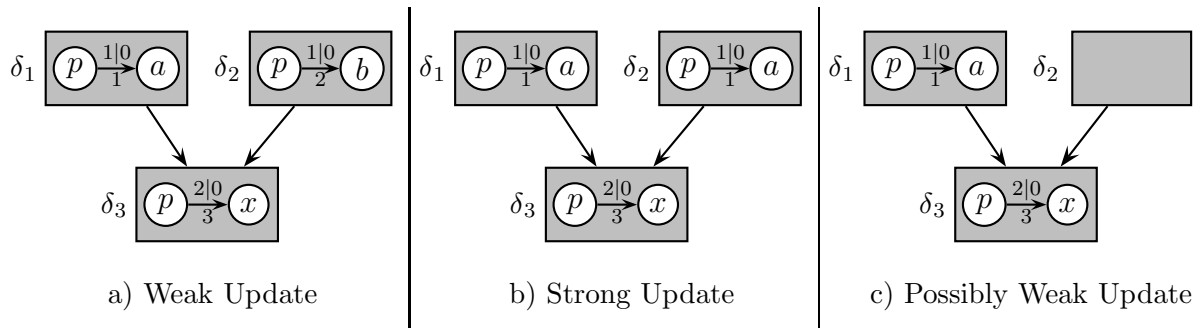 δ1 p 1|0 1 a δ2 p 1|0 2 b
δ3 p 2|0 3 x
a) Weak Update
δ1 p 1|0 1 a δ2 p 1|0 1 a
δ3 p 2|0 3 x
b) Strong Update
δ1 p 1|0 1 a δ2
δ3 p 2|0 3 x
c) Possibly Weak Update